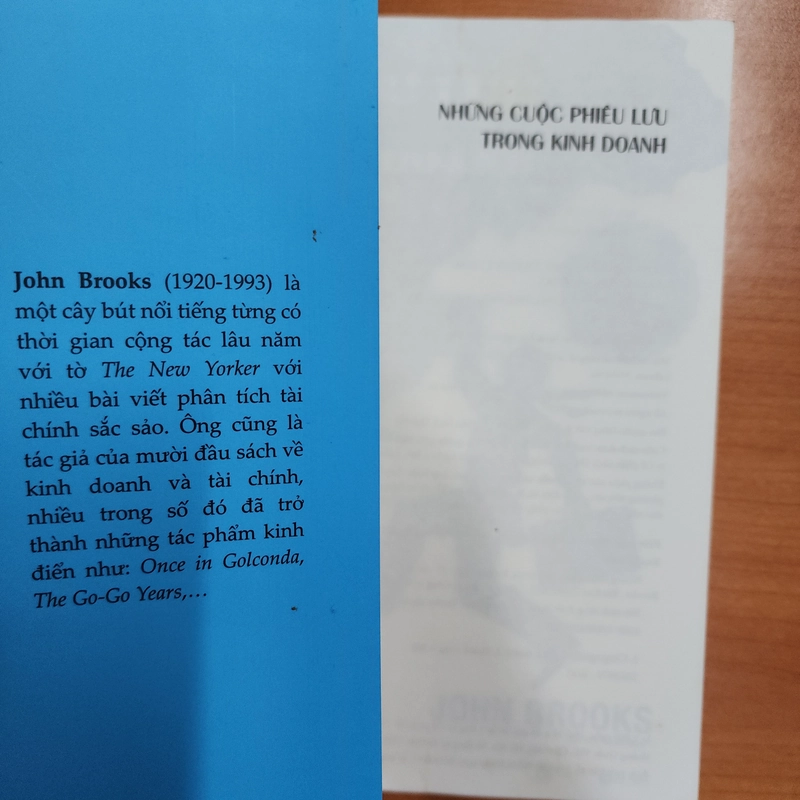 John Brooks (1920-1993) là
một cây bút nổi tiếng từng có
thời gian cộng tác lâu năm
với tờ The New Yorker với
nhiều bài viết phân tích tài
chính sắc sảo. Ông cũng là
tác giả của mười đầu sách về
kinh doanh và tài chính,
nhiều trong số đó đã trở
thành những tác phẩm kinh
điển như: Once in Golconda,
The Go-Go Years,...
NHỮNG CUỘC PHIÊU LƯU
TRONG KINH DOANH
JOHN BROOKS